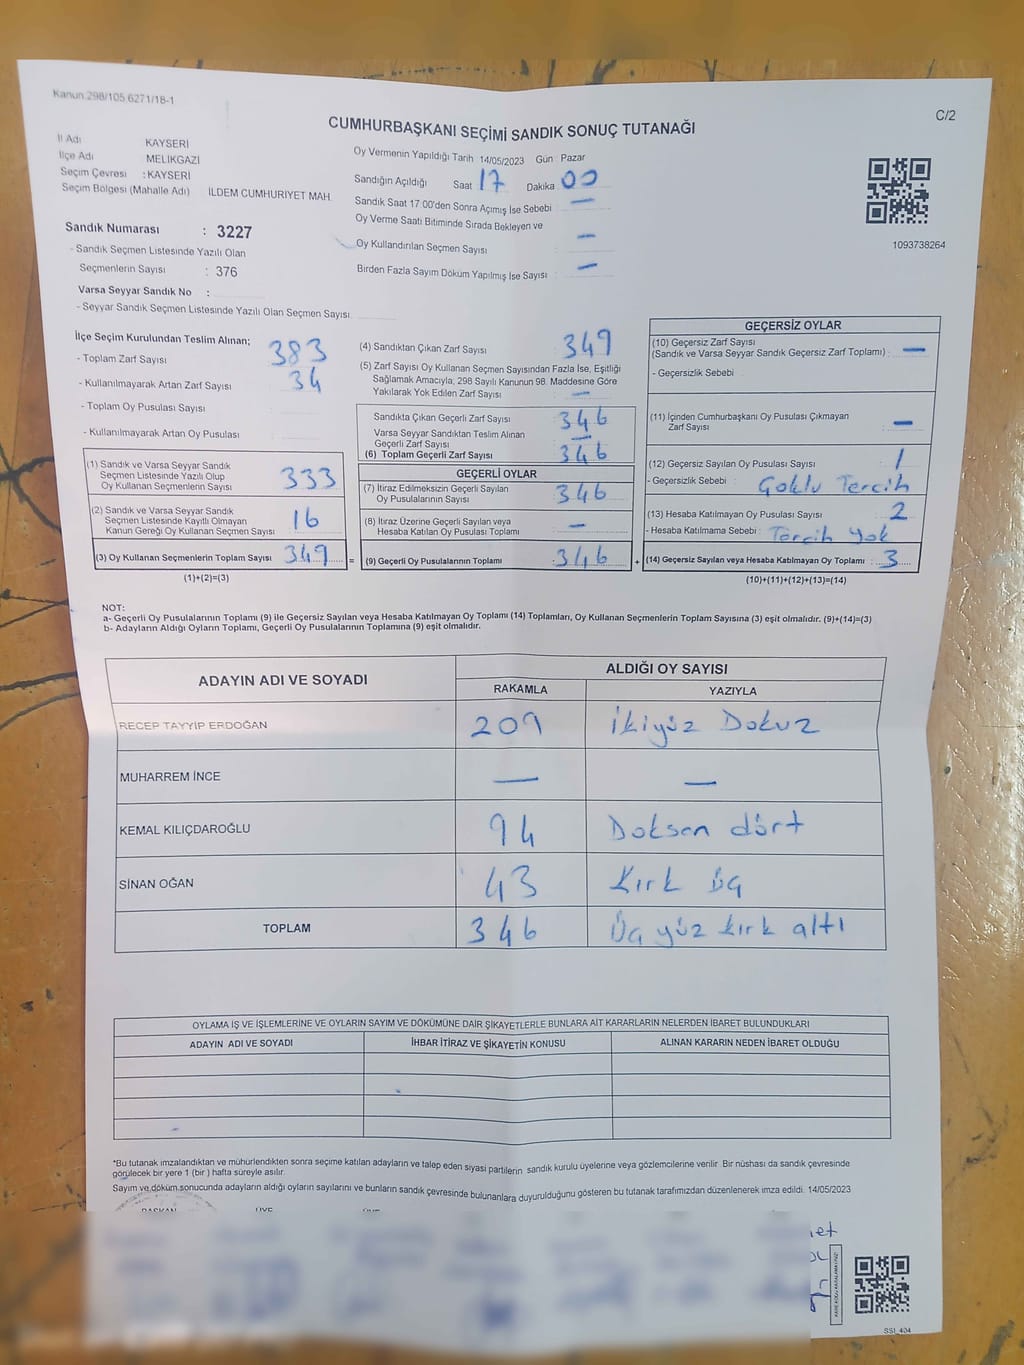 Kanun.298/105.6271/18-1
C/2
CUMHURBAŞKANI SEÇİMİ SANDIK SONUÇ TUTANAĞI
İl Adı KAYSERİ
İlçe Adı MELİKGAZİ
Seçim Çevresi : KAYSERİ
Seçim Bölgesi (Mahalle Adı) İLDEM CUMHURİYET MAH.
Sandık Numarası : 3227
- Sandık Seçmen Listesinde Yazılı Olan
Seçmenlerin Sayısı : 376
Varsa Seyyar Sandık No :
- Seyyar Sandık Seçmen Listesinde Yazılı Olan Seçmen Sayısı
Oy Vermenin Yapıldığı Tarih 14/05/2023 Gün Pazar
Sandığın Açıldığı Saat 17 Dakika 00
Sandık Saat 17:00'den Sonra Açımış İse Sebebi —
Oy Verme Saati Bitiminde Sırada Bekleyen ve
Oy Kullandırılan Seçmen Sayısı —
Birden Fazla Sayım Döküm Yapılmış İse Sayısı —
1093738264
İlçe Seçim Kurulundan Teslim Alınan;
- Toplam Zarf Sayısı 383
- Kullanılmayarak Artan Zarf Sayısı 34
- Toplam Oy Pusulası Sayısı
- Kullanılmayarak Artan Oy Pusulası
(1) Sandık ve Varsa Seyyar Sandık
Seçmen Listesinde Yazılı Olup
Oy Kullanan Seçmenlerin Sayısı 333
(2) Sandık ve Varsa Seyyar Sandık
Seçmen Listesinde Kayıtlı Olmayan
Kanun Gereği Oy Kullanan Seçmen Sayısı 16
(3) Oy Kullanan Seçmenlerin Toplam Sayısı 349 =
(1)+(2)=(3)
(4) Sandıktan Çıkan Zarf Sayısı 349
(5) Zarf Sayısı Oy Kullanan Seçmen Sayısından Fazla İse, Eşitliği
Sağlamak Amacıyla, 298 Sayılı Kanunun 98. Maddesine Göre
Yakılarak Yok Edilen Zarf Sayısı —
Sandıkta Çıkan Geçerli Zarf Sayısı 346
Varsa Seyyar Sandıktan Teslim Alınan
Geçerli Zarf Sayısı —
(6) Toplam Geçerli Zarf Sayısı 346
GEÇERLİ OYLAR
(7) İtiraz Edilmeksizin Geçerli Sayılan
Oy Pusulalarının Sayısı 346
(8) İtiraz Üzerine Geçerli Sayılan veya
Hesaba Katılan Oy Pusulası Toplamı —
(9) Geçerli Oy Pusulalarının Toplamı 346 +
GEÇERSİZ OYLAR
(10) Geçersiz Zarf Sayısı
(Sandık ve Varsa Seyyar Sandık Geçersiz Zarf Toplamı) : —
- Geçersizlik Sebebi
(11) İçinden Cumhurbaşkanı Oy Pusulası Çıkmayan
Zarf Sayısı : —
(12) Geçersiz Sayılan Oy Pusulası Sayısı 1
- Geçersizlik Sebebi : Çoklu Tercih
(13) Hesaba Katılmayan Oy Pusulası Sayısı 2
- Hesaba Katılmama Sebebi : Tercih Yok
(14) Geçersiz Sayılan veya Hesaba Katılmayan Oy Toplamı : 3
(10)+(11)+(12)+(13)=(14)
NOT:
a- Geçerli Oy Pusulalarının Toplamı (9) ile Geçersiz Sayılan veya Hesaba Katılmayan Oy Toplamı (14) Toplamları, Oy Kullanan Seçmenlerin Toplam Sayısına (3) eşit olmalıdır. (9)+(14)=(3)
b- Adayların Aldığı Oyların Toplamı, Geçerli Oy Pusulalarının Toplamına (9) eşit olmalıdır.
ADAYIN ADI VE SOYADI ALDIĞI OY SAYISI
RAKAMLA YAZIYLA
RECEP TAYYİP ERDOĞAN 209 İkiyüz Dokuz
MUHARREM İNCE — —
KEMAL KILIÇDAROĞLU 94 Doksan dört
SİNAN OĞAN 43 Kırk üç
TOPLAM 346 Üç yüz kırk altı
OYLAMA İŞ VE İŞLEMLERİNE VE OYLARIN SAYIM VE DÖKÜMÜNE DAİR ŞİKAYETLERLE BUNLARA AİT KARARLARIN NELERDEN İBARET BULUNDUKLARI
ADAYIN ADI VE SOYADI İHBAR İTİRAZ VE ŞİKAYETİN KONUSU ALINAN KARARIN NEDEN İBARET OLDUĞU
*Bu tutanak imzalandıktan ve mühürlendikten sonra seçime katılan adayların ve talep eden siyasi partilerin sandık kurulu üyelerine veya gözlemcilerine verilir. Bir nüshası da sandık çevresinde
görülecek bir yere 1 (bir) hafta süreyle asılır.
Sayım ve döküm sonucunda adayların aldığı oyların sayılarını ve bunların sandık çevresinde bulunanlara duyurulduğunu gösteren bu tutanak tarafımızdan düzenlenerek imza edildi. 14/05/2023
BAŞKAN ÜYE ÜYE
SSI_404